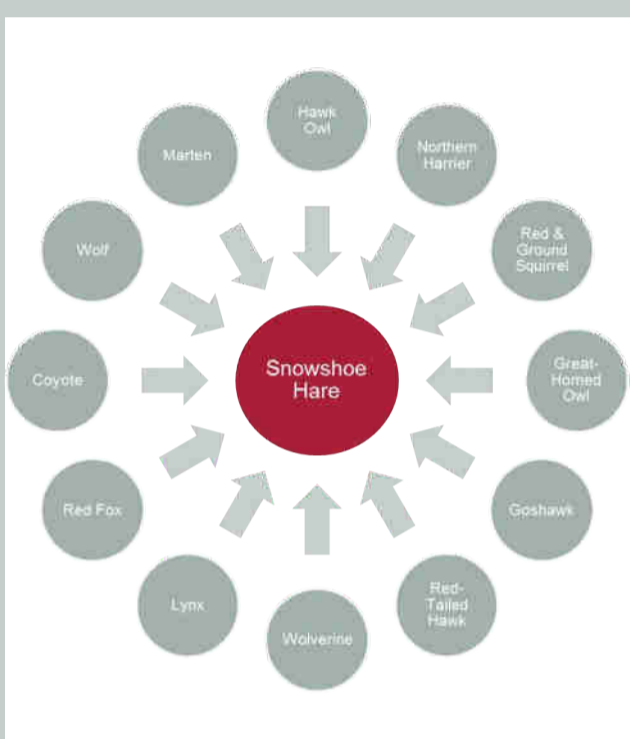 Hawk
Owl
Northern
Harrier
Red &
Ground
Squirrel
Great-
Horned
Owl
Goshawk
Red-
Tailed
Hawk
Wolverine
Lynx
Red Fox
Coyote
Wolf
Marten
Snowshoe
Hare